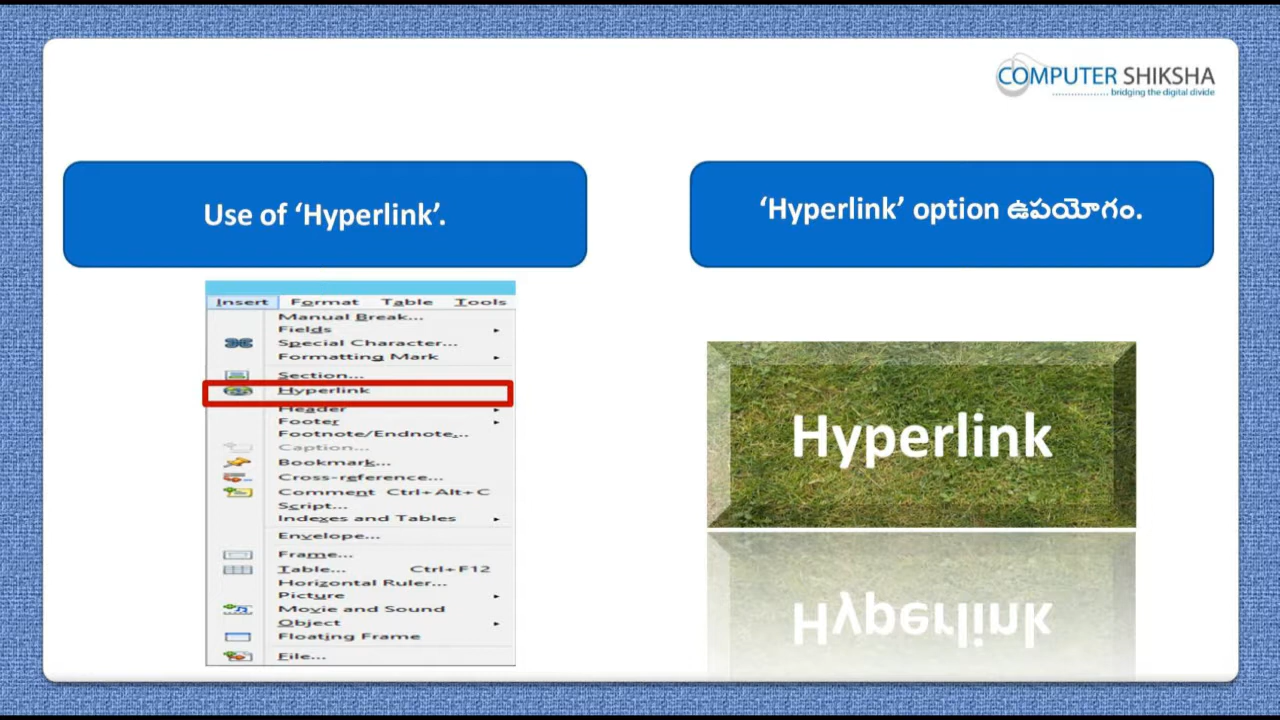 COMPUTER SHIKSHA
bridging the digital divide
Use of ‘Hyperlink’.
‘Hyperlink’ option ఉపయోగం.
Insert Format Table Tools
Manual Break...
Fields
Special Character...
Formatting Mark
Section...
Hyperlink
Header
Footer
Footnote/Endnote...
Caption...
Bookmark...
Cross-reference...
Comment Ctrl+Alt+C
Script...
Indexes and Tables
Envelope...
Frame...
Table... Ctrl+F12
Horizontal Ruler...
Picture
Movie and Sound
Object
Floating Frame
File...
Hyperlink
Hyperlink